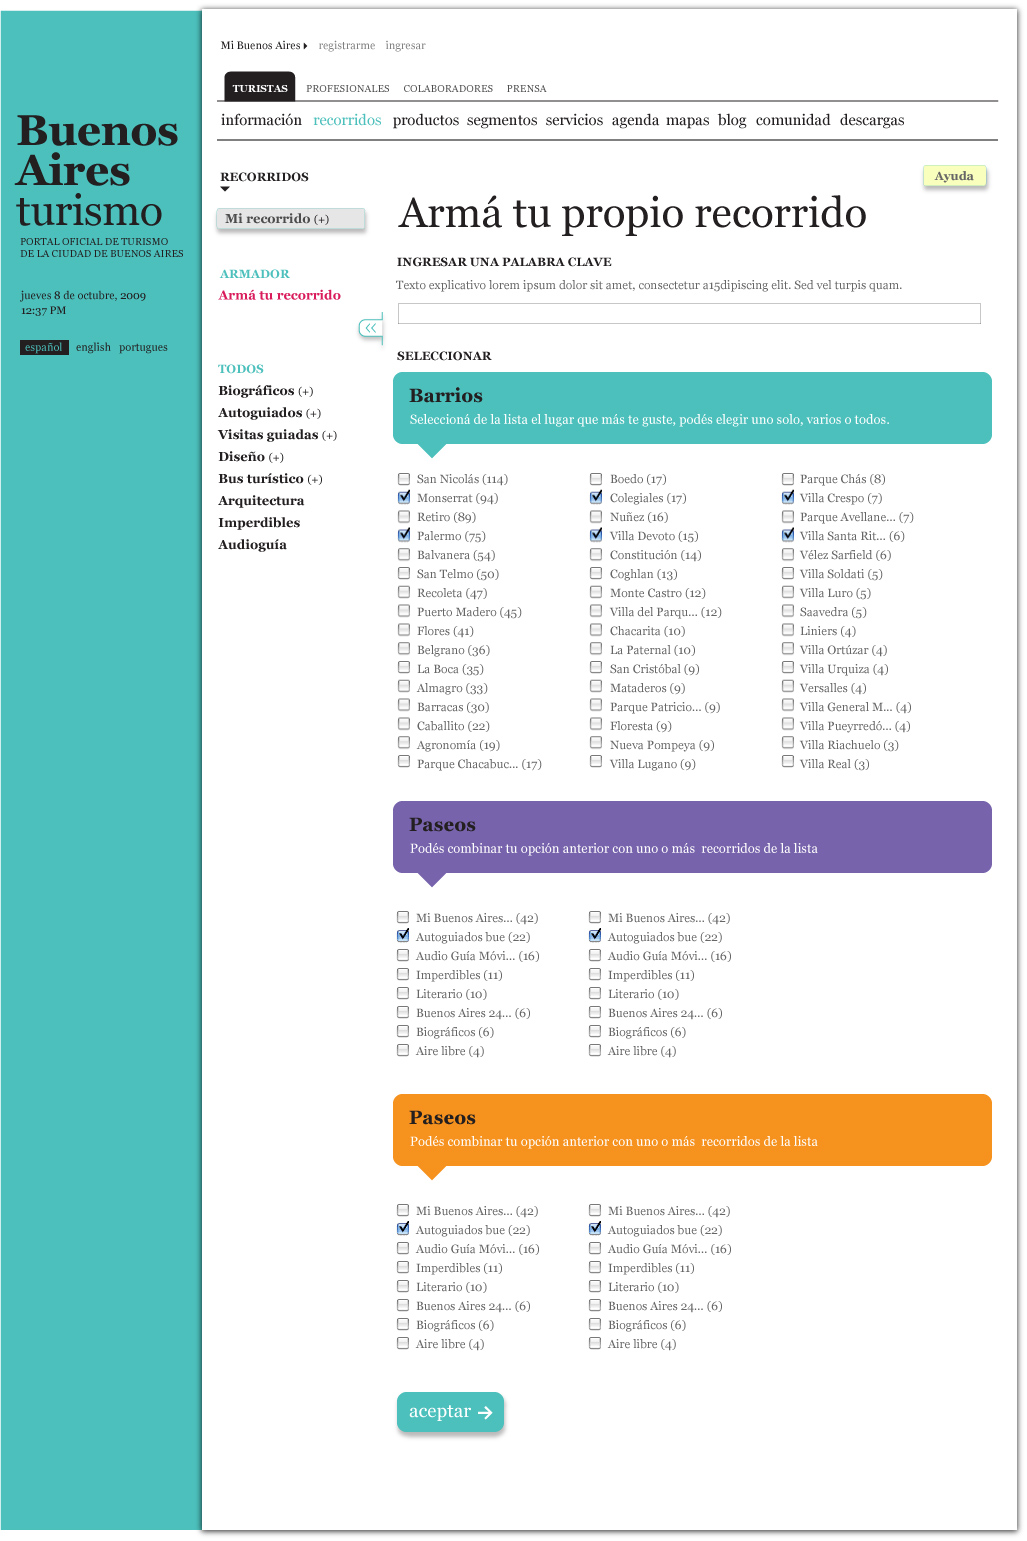 Buenos
Aires
turismo
PORTAL OFICIAL DE TURISMO
DE LA CIUDAD DE BUENOS AIRES
jueves 8 de octubre, 2009
12:37 PM
español english portugues
Mi Buenos Aires registrarme ingresar
TURISTAS PROFESIONALES COLABORADORES PRENSA
información recorridos productos segmentos servicios agenda mapas blog comunidad descargas
RECORRIDOS
Mi recorrido (+)
ARMADOR
Armá tu recorrido
TODOS
Biográficos (+)
Autoguiados (+)
Visitas guiadas (+)
Diseño (+)
Bus turístico (+)
Arquitectura
Imperdibles
Audioguía
Ayuda
Armá tu propio recorrido
INGRESAR UNA PALABRA CLAVE
Texto explicativo lorem ipsum dolor sit amet, consectetur a15dipiscing elit. Sed vel turpis quam.
SELECCIONAR
Barrios
Seleccioná de la lista el lugar que más te guste, podés elegir uno solo, varios o todos.
San Nicolás (114)
Monserrat (94)
Retiro (89)
Palermo (75)
Balvanera (54)
San Telmo (50)
Recoleta (47)
Puerto Madero (45)
Flores (41)
Belgrano (36)
La Boca (35)
Almagro (33)
Barracas (30)
Caballito (22)
Agronomía (19)
Parque Chacabuc... (17)
Boedo (17)
Colegiales (17)
Nuñez (16)
Villa Devoto (15)
Constitución (14)
Coghlan (13)
Monte Castro (12)
Villa del Parqu... (12)
Chacarita (10)
La Paternal (10)
San Cristóbal (9)
Mataderos (9)
Parque Patricio... (9)
Floresta (9)
Nueva Pompeya (9)
Villa Lugano (9)
Parque Chás (8)
Villa Crespo (7)
Parque Avellane... (7)
Villa Santa Rit... (6)
Vélez Sarfield (6)
Villa Soldati (5)
Villa Luro (5)
Saavedra (5)
Liniers (4)
Villa Ortúzar (4)
Villa Urquiza (4)
Versalles (4)
Villa General M... (4)
Villa Pueyrredó... (4)
Villa Riachuelo (3)
Villa Real (3)
Paseos
Podés combinar tu opción anterior con uno o más recorridos de la lista
Mi Buenos Aires... (42)
Autoguiados bue (22)
Audio Guía Móvi... (16)
Imperdibles (11)
Literario (10)
Buenos Aires 24... (6)
Biográficos (6)
Aire libre (4)
Mi Buenos Aires... (42)
Autoguiados bue (22)
Audio Guía Móvi... (16)
Imperdibles (11)
Literario (10)
Buenos Aires 24... (6)
Biográficos (6)
Aire libre (4)
Paseos
Podés combinar tu opción anterior con uno o más recorridos de la lista
Mi Buenos Aires... (42)
Autoguiados bue (22)
Audio Guía Móvi... (16)
Imperdibles (11)
Literario (10)
Buenos Aires 24... (6)
Biográficos (6)
Aire libre (4)
Mi Buenos Aires... (42)
Autoguiados bue (22)
Audio Guía Móvi... (16)
Imperdibles (11)
Literario (10)
Buenos Aires 24... (6)
Biográficos (6)
Aire libre (4)
aceptar